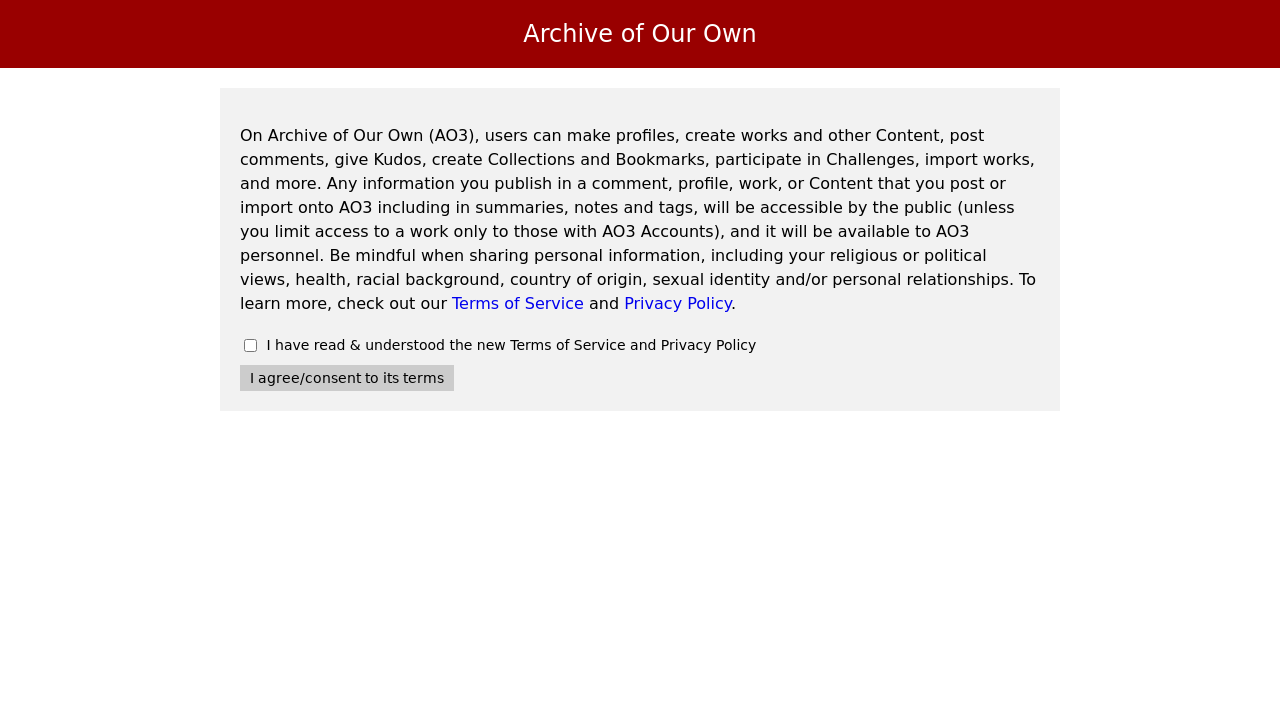 Archive of Our Own
On Archive of Our Own (AO3), users can make profiles, create works and other Content, post
comments, give Kudos, create Collections and Bookmarks, participate in Challenges, import works,
and more. Any information you publish in a comment, profile, work, or Content that you post or
import onto AO3 including in summaries, notes and tags, will be accessible by the public (unless
you limit access to a work only to those with AO3 Accounts), and it will be available to AO3
personnel. Be mindful when sharing personal information, including your religious or political
views, health, racial background, country of origin, sexual identity and/or personal relationships. To
learn more, check out our Terms of Service and Privacy Policy.
I have read & understood the new Terms of Service and Privacy Policy
I agree/consent to its terms